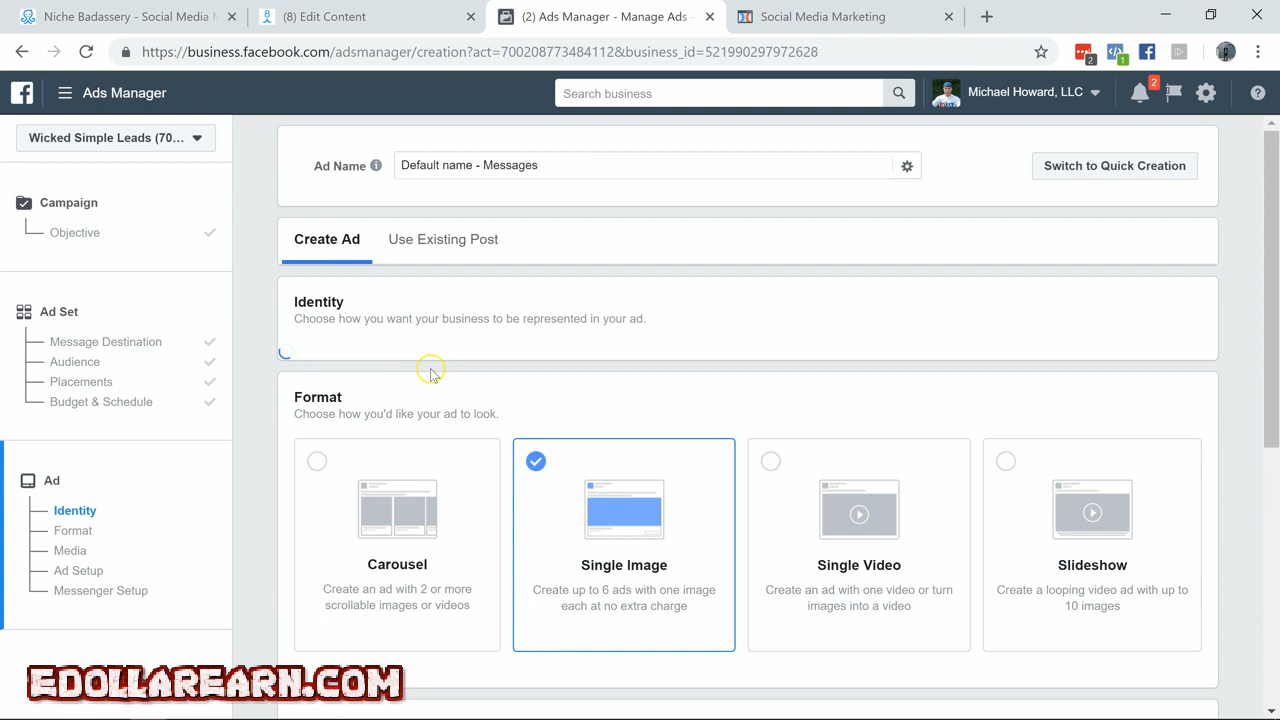 Niche Badassery - Social Media M
(8) Edit Content
(2) Ads Manager - Manage Ads -
Social Media Marketing
https://business.facebook.com/adsmanager/creation?act=700208773484112&business_id=521990297972628
2
1
Ads Manager
Search business
Michael Howard, LLC
2
Wicked Simple Leads (70...
Ad Name
Default name - Messages
Switch to Quick Creation
Campaign
Objective
Create Ad
Use Existing Post
Identity
Choose how you want your business to be represented in your ad.
Ad Set
Message Destination
Audience
Placements
Budget & Schedule
Format
Choose how you'd like your ad to look.
Ad
Identity
Format
Media
Ad Setup
Messenger Setup
Carousel
Create an ad with 2 or more
scrollable images or videos
Single Image
Create up to 6 ads with one image
each at no extra charge
Single Video
Create an ad with one video or turn
images into a video
Slideshow
Create a looping video ad with up to
10 images
EDOLLAREARN.COM